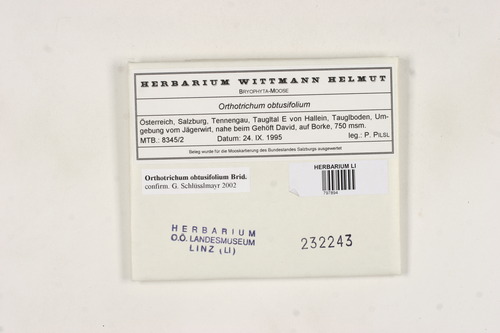 HERBARIUM WITTMANN HELMUT
BRYOPHYTA-MOOSE
Orthotrichum obtusifolium
Österreich, Salzburg, Tennengau, Taugltal E von Hallein, Tauglboden, Um-
gebung vom Jägerwirt, nahe beim Gehöft David, auf Borke, 750 msm.
MTB.: 8345/2 Datum: 24. IX. 1995 leg.: P. PILSL
Beleg wurde für die Mooskartierung des Bundeslandes Salzburgs ausgewertet
Orthotrichum obtusifolium Brid.
confirm. G. Schlüsslmayr 2002
HERBARIUM LI
HERBARIUM
O.Ö. LANDESMUSEUM
LINZ (LI)
232243